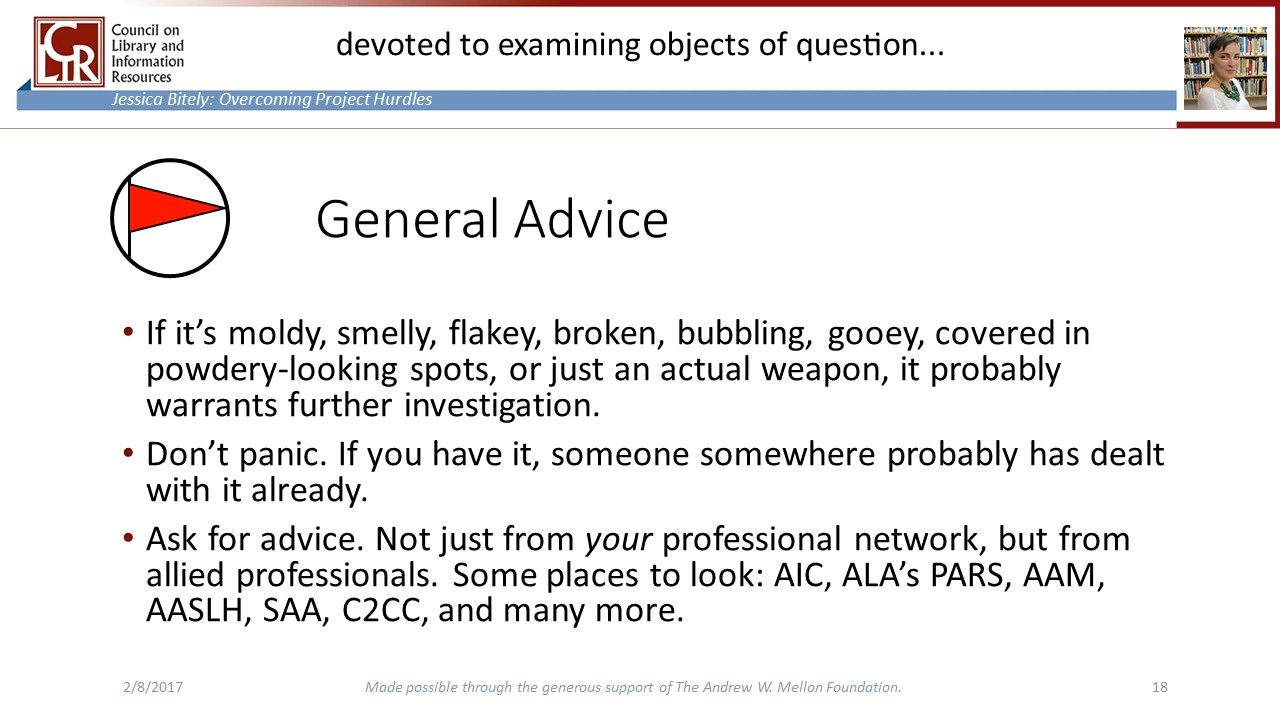 devoted to examining objects of question...
CLIR
Council on
Library and
Information
Resources
Jessica Bitely: Overcoming Project Hurdles
General Advice
• If it’s moldy, smelly, flakey, broken, bubbling, gooey, covered in
powdery-looking spots, or just an actual weapon, it probably
warrants further investigation.
• Don’t panic. If you have it, someone somewhere probably has dealt
with it already.
• Ask for advice. Not just from your professional network, but from
allied professionals. Some places to look: AIC, ALA’s PARS, AAM,
AASLH, SAA, C2CC, and many more.
2/8/2017
Made possible through the generous support of The Andrew W. Mellon Foundation.
18